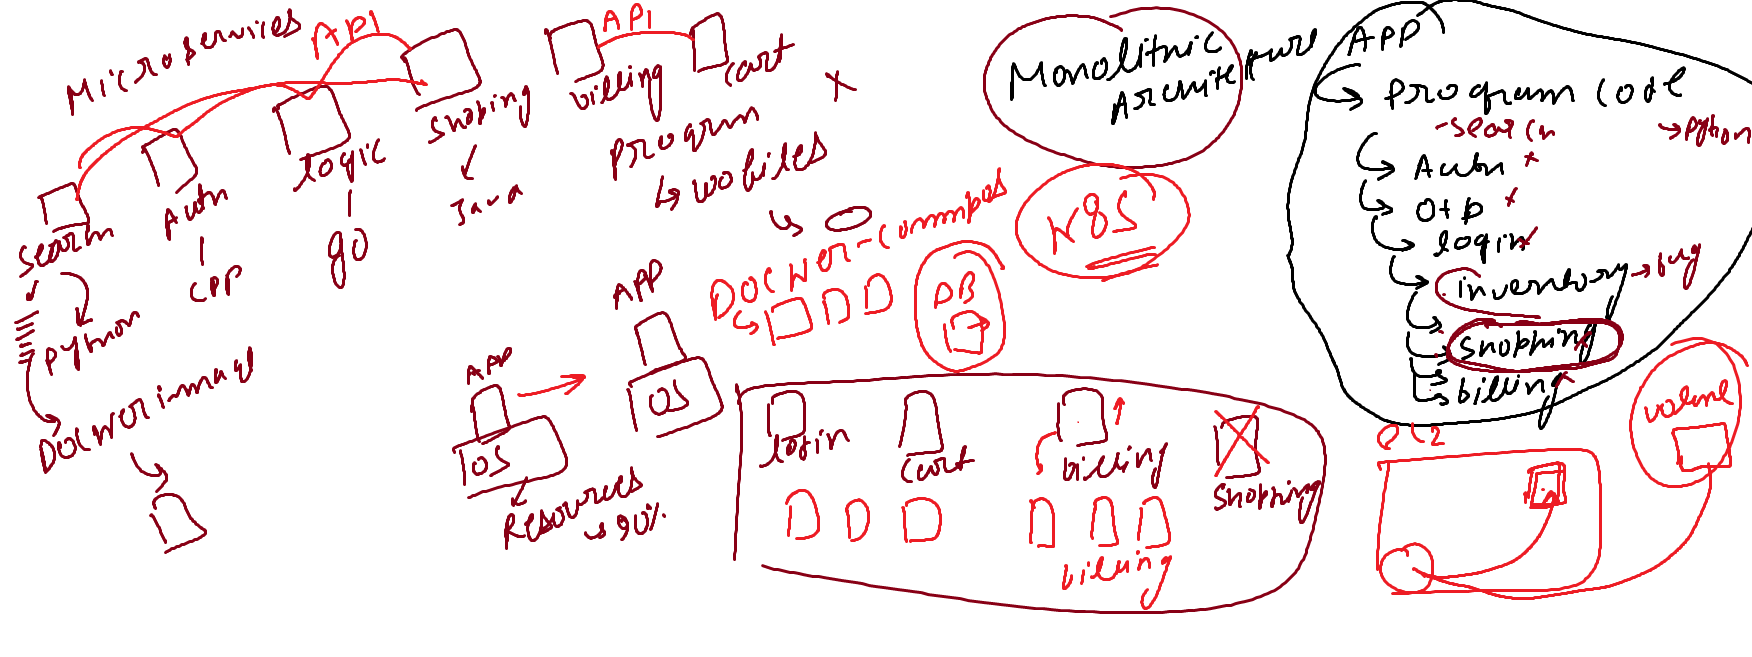 Microservices
API
API
shoping
billing
cart
x
Search
Auth
logic
Java
CPP
go
Python
Docker image
Program
100 files
Docker-compose
K8S
DB
APP
OS
APP
OS
Resources
90%
login
cart
billing
Shopping
billing
Monolithic
Architecture
APP
Program Code
-search
Python
Auth x
Otp x
login x
inventory bug
Shopping x
billing x
EC2
volume